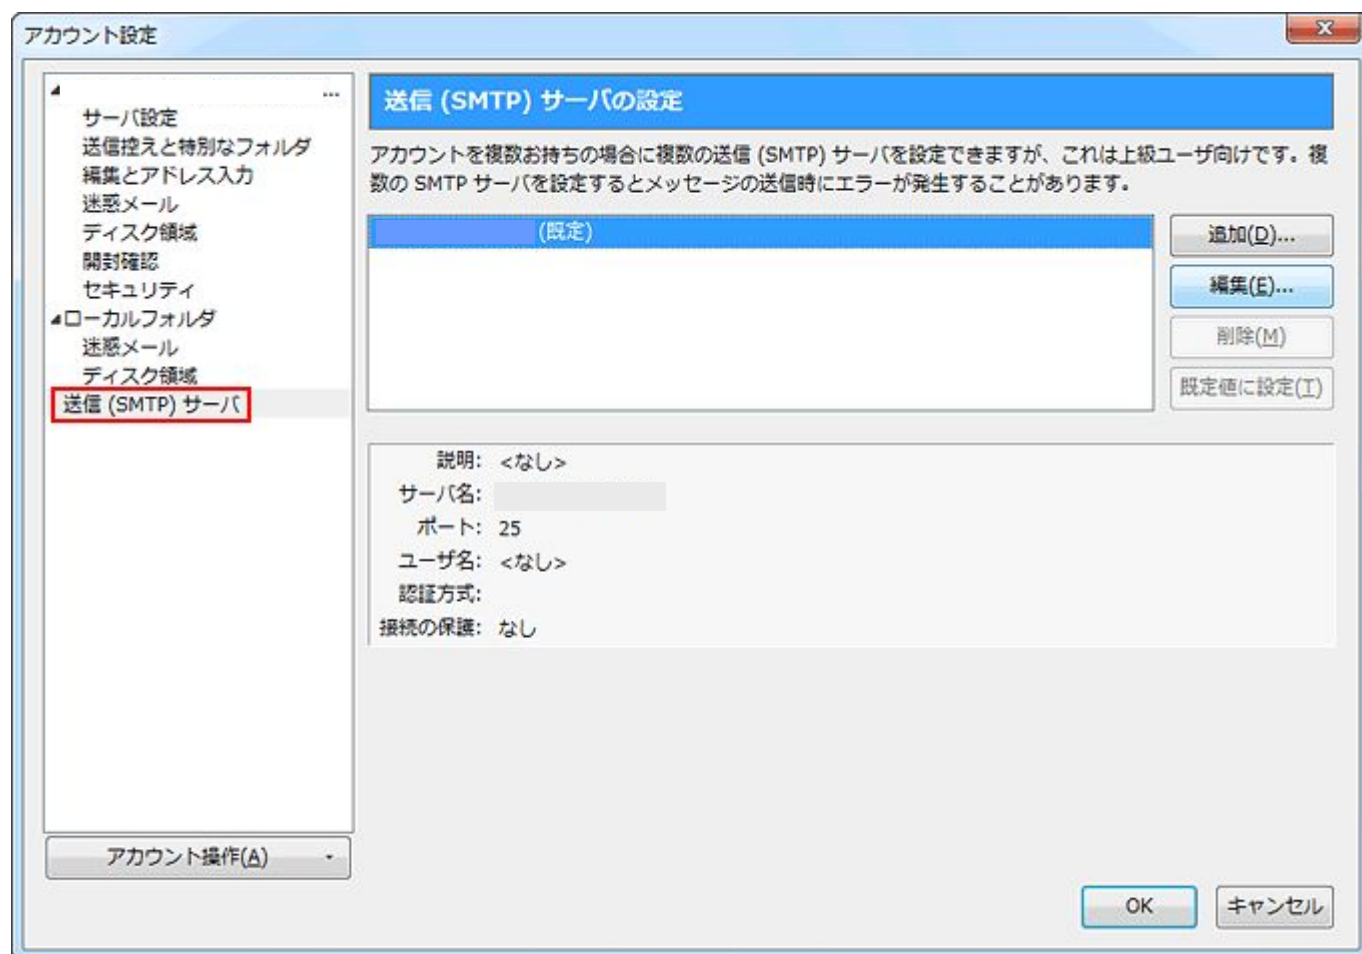 アカウント設定
...
サーバ設定
送信控えと特別なフォルダ
編集とアドレス入力
迷惑メール
ディスク領域
開封確認
セキュリティ
ローカルフォルダ
迷惑メール
ディスク領域
送信 (SMTP) サーバ
アカウント操作(A)
送信 (SMTP) サーバの設定
アカウントを複数お持ちの場合に複数の送信 (SMTP) サーバを設定できますが、これは上級ユーザ向けです。複
数の SMTP サーバを設定するとメッセージの送信時にエラーが発生することがあります。
(既定)
追加(D)...
編集(E)...
削除(M)
既定値に設定(T)
説明: <なし>
サーバ名:
ポート: 25
ユーザ名: <なし>
認証方式:
接続の保護: なし
OK
キャンセル